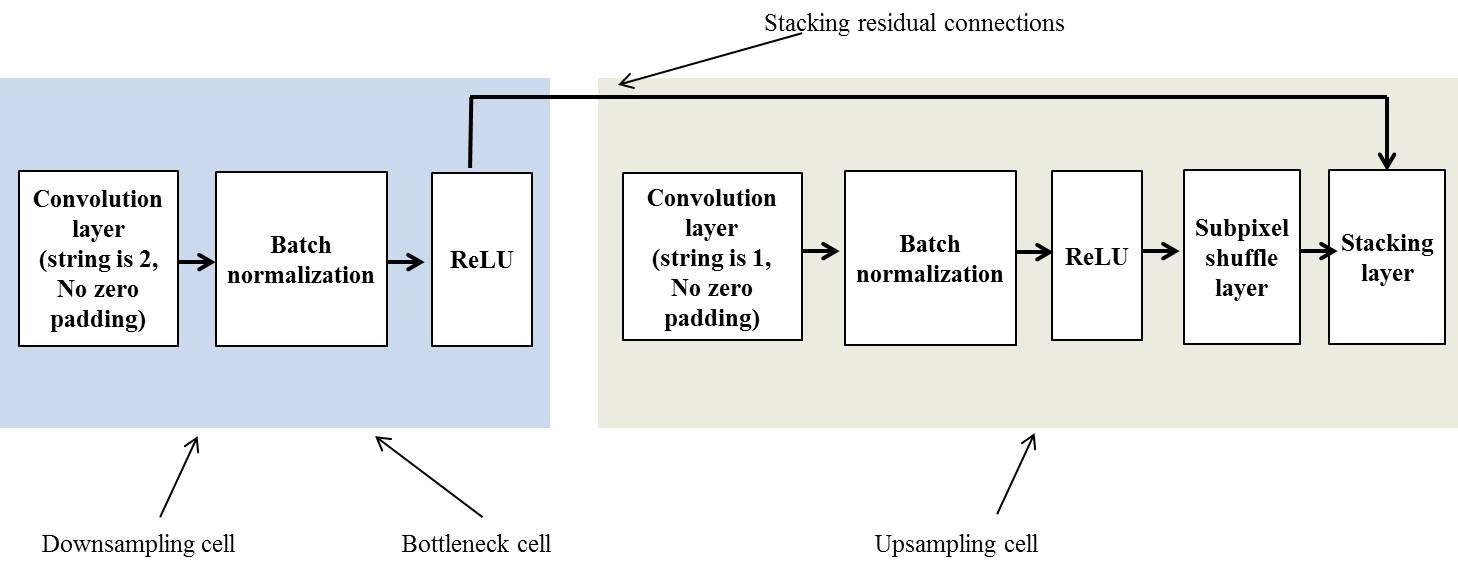 Stacking residual connections
Convolution
layer
(string is 2,
No zero
padding)
Batch
normalization
ReLU
Convolution
layer
(string is 1,
No zero
padding)
Batch
normalization
ReLU
Subpixel
shuffle
layer
Stacking
layer
Downsampling cell
Bottleneck cell
Upsampling cell